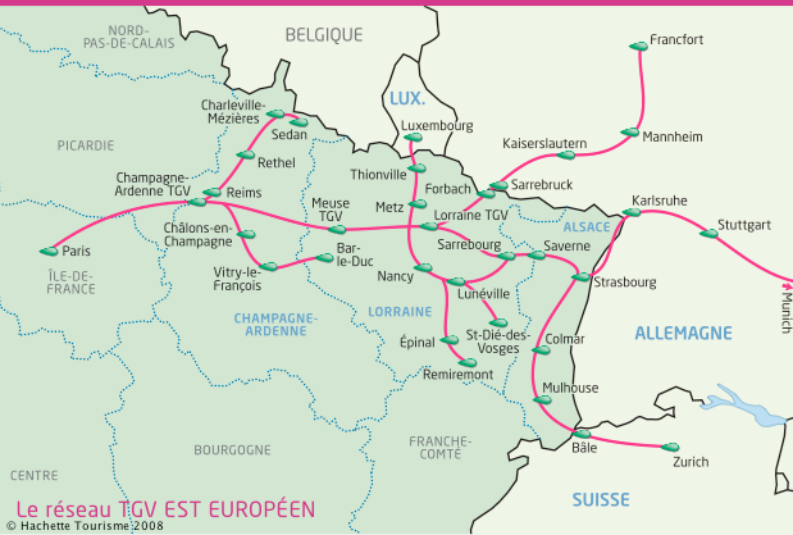 NORD-
PAS-DE-CALAIS
BELGIQUE
Francfort
LUX.
Charleville-
Mézières
Sedan
Luxembourg
Mannheim
Kaiserslautern
PICARDIE
Rethel
Thionville
Champagne-
Ardenne TGV
Reims
Forbach
Sarrebruck
Metz
Meuse
TGV
Lorraine TGV
Karlsruhe
Châlons-en-
Champagne
ALSACE
Stuttgart
Paris
Bar-
le-Duc
Sarrebourg
Saverne
ÎLE-DE-
FRANCE
Vitry-le-
François
Nancy
Lunéville
Strasbourg
Munich
CHAMPAGNE-
ARDENNE
LORRAINE
ALLEMAGNE
Épinal
St-Dié-des-
Vosges
Colmar
Remiremont
Mulhouse
BOURGOGNE
FRANCHE-
COMTÉ
Bâle
Zurich
CENTRE
SUISSE
Le réseau TGV EST EUROPÉEN
© Hachette Tourisme 2008